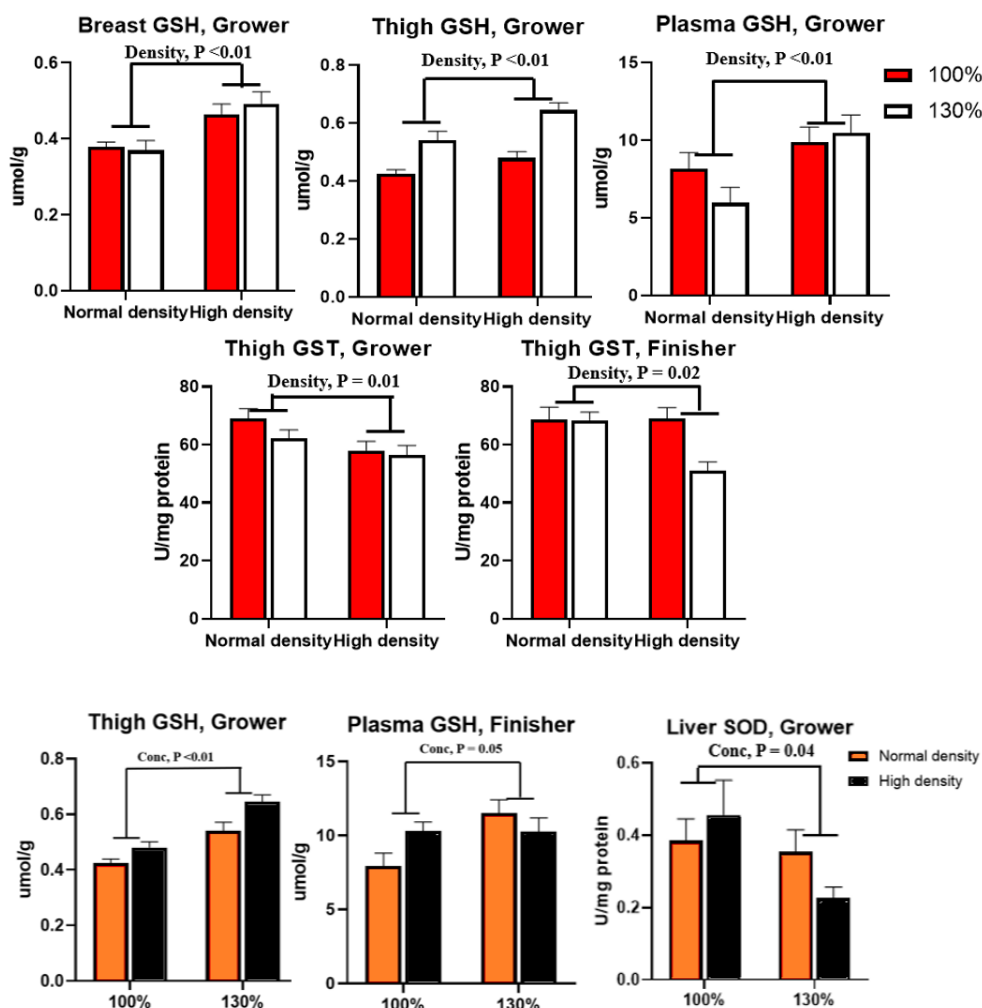 Breast GSH, Grower
Density, P <0.01
umol/g
0.6
0.4
0.2
0.0
Normal density High density
Thigh GSH, Grower
Density, P <0.01
umol/g
0.8
0.6
0.4
0.2
0.0
Normal density High density
Plasma GSH, Grower
Density, P <0.01
umol/g
15
10
5
0
Normal density High density
100%
130%
Thigh GST, Grower
Density, P = 0.01
U/mg protein
80
60
40
20
0
Normal density High density
Thigh GST, Finisher
Density, P = 0.02
U/mg protein
80
60
40
20
0
Normal density High density
Thigh GSH, Grower
Conc, P <0.01
umol/g
0.8
0.6
0.4
0.2
0.0
100% 130%
Plasma GSH, Finisher
Conc, P = 0.05
umol/g
15
10
5
0
100% 130%
Liver SOD, Grower
Conc, P = 0.04
U/mg protein
0.6
0.4
0.2
0.0
100% 130%
Normal density
High density